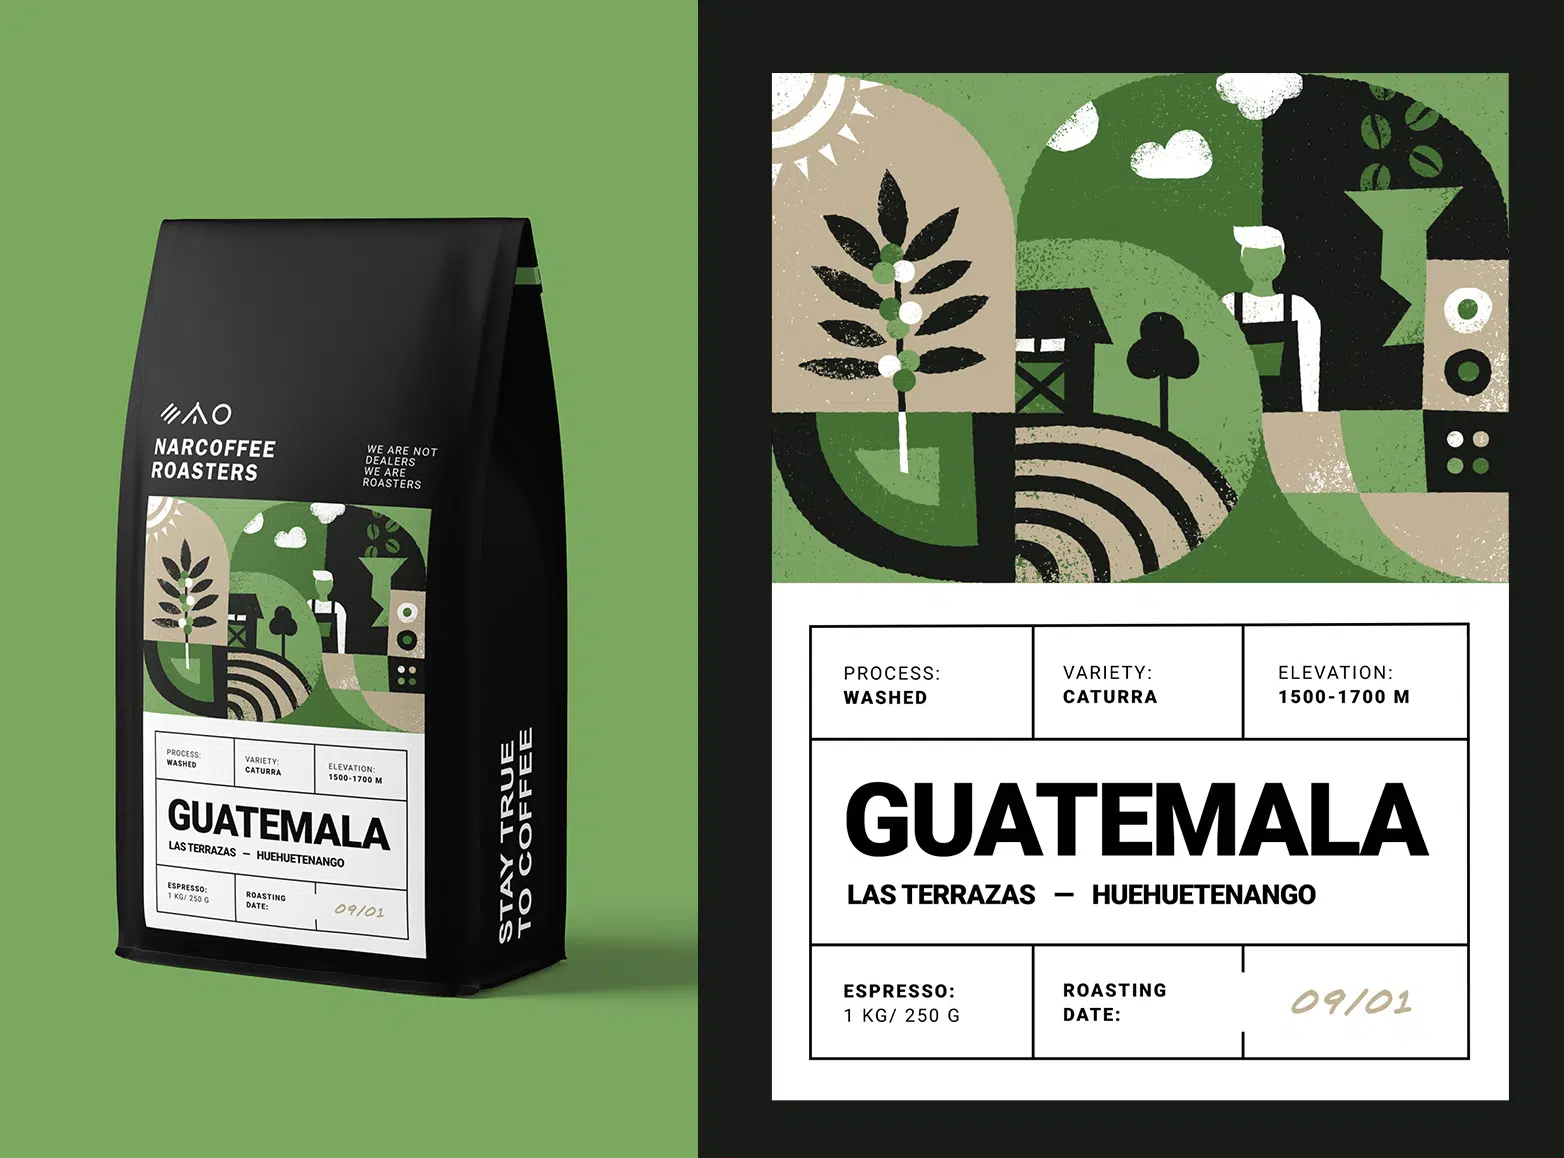 NARCOFFEE
ROASTERS
WE ARE NOT
DEALERS
WE ARE
ROASTERS
PROCESS:
WASHED
VARIETY:
CATURRA
ELEVATION:
1500-1700 M
GUATEMALA
LAS TERRAZAS — HUEHUETENANGO
ESPRESSO:
1 KG/ 250 G
ROASTING
DATE:
09/01
STAY TRUE
TO COFFEE
PROCESS:
WASHED
VARIETY:
CATURRA
ELEVATION:
1500-1700 M
GUATEMALA
LAS TERRAZAS — HUEHUETENANGO
ESPRESSO:
1 KG/ 250 G
ROASTING
DATE:
09/01